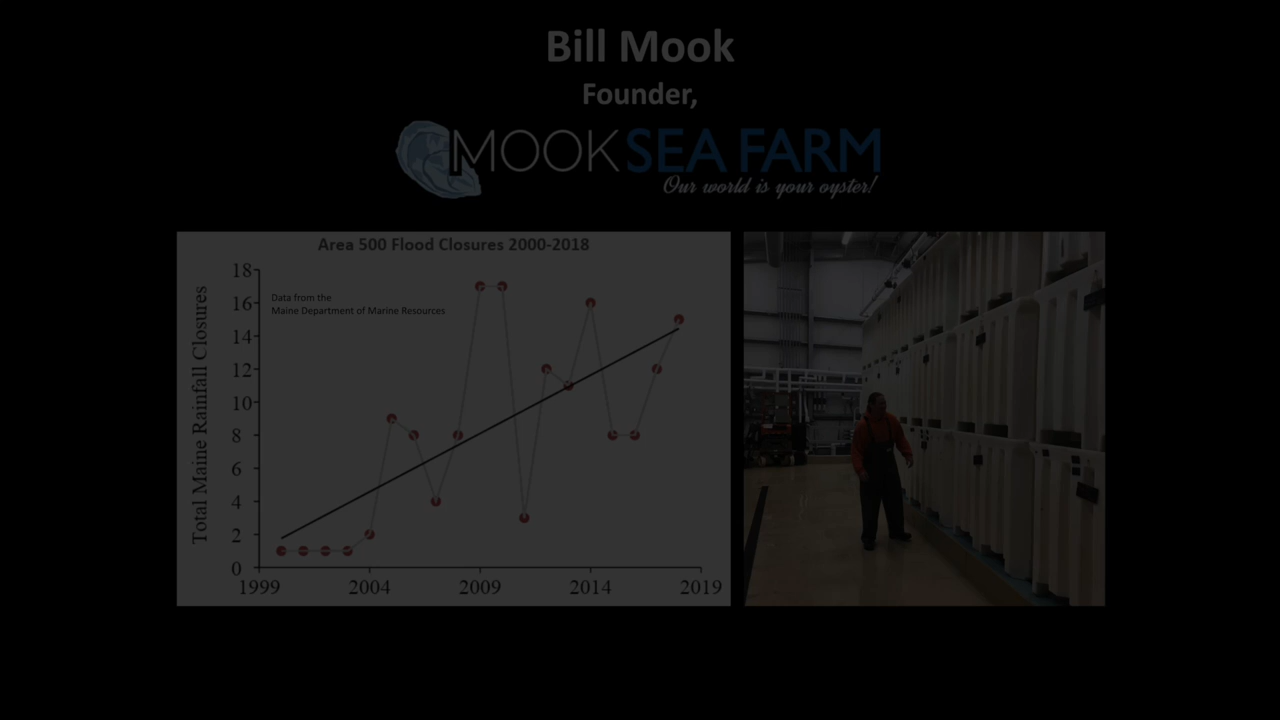 Bill Mook
Founder,
MOOK SEA FARM
Our world is your oyster!
Area 500 Flood Closures 2000-2018
Data from the
Maine Department of Marine Resources
Total Maine Rainfall Closures
18
16
14
12
10
8
6
4
2
0
1999 2004 2009 2014 2019